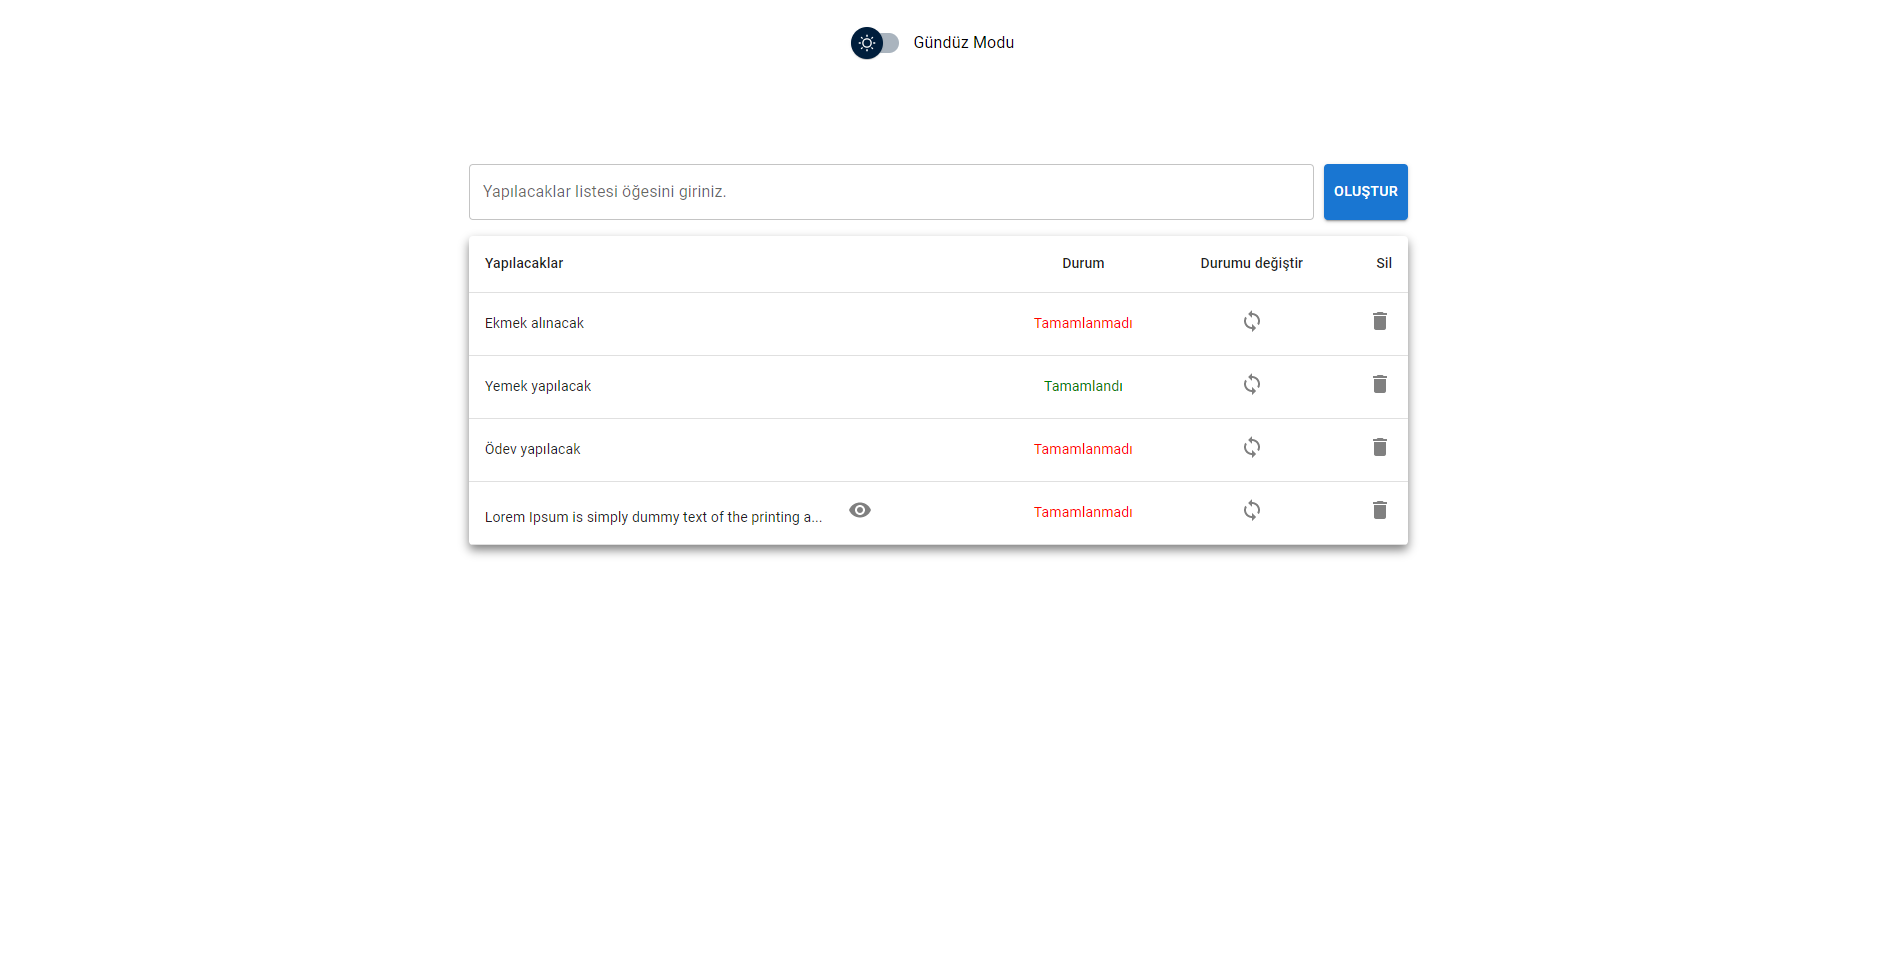 Gündüz Modu
Yapılacaklar listesi öğesini giriniz.
OLUŞTUR
Yapılacaklar Durum Durumu değiştir Sil
Ekmek alınacak Tamamlanmadı
Yemek yapılacak Tamamlandı
Ödev yapılacak Tamamlanmadı
Lorem Ipsum is simply dummy text of the printing a... Tamamlanmadı